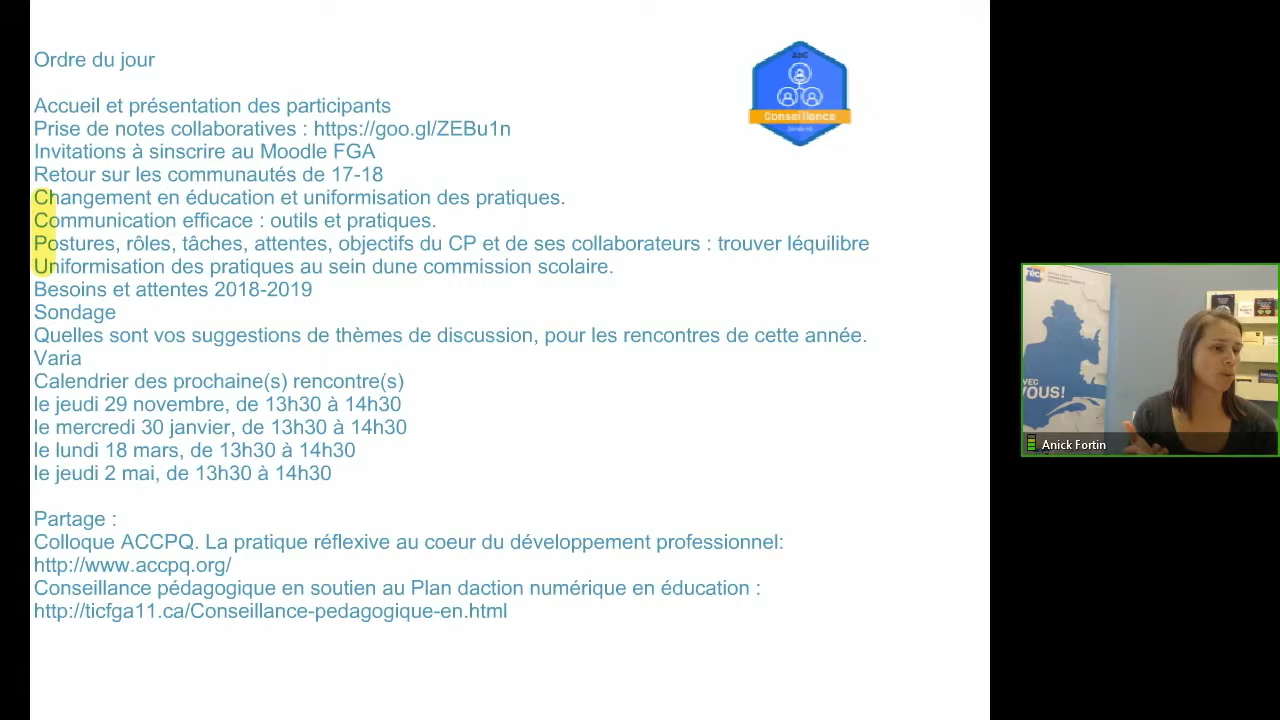 Ordre du jour
Accueil et présentation des participants
Prise de notes collaboratives : https://goo.gl/ZEBu1n
Invitations à sinscrire au Moodle FGA
Retour sur les communautés de 17-18
Changement en éducation et uniformisation des pratiques.
Communication efficace : outils et pratiques.
Postures, rôles, tâches, attentes, objectifs du CP et de ses collaborateurs : trouver léquilibre
Uniformisation des pratiques au sein dune commission scolaire.
Besoins et attentes 2018-2019
Sondage
Quelles sont vos suggestions de thèmes de discussion, pour les rencontres de cette année.
Varia
Calendrier des prochaine(s) rencontre(s)
le jeudi 29 novembre, de 13h30 à 14h30
le mercredi 30 janvier, de 13h30 à 14h30
le lundi 18 mars, de 13h30 à 14h30
le jeudi 2 mai, de 13h30 à 14h30
Partage :
Colloque ACCPQ. La pratique réflexive au coeur du développement professionnel:
http://www.accpq.org/
Conseillance pédagogique en soutien au Plan daction numérique en éducation :
http://ticfga11.ca/Conseillance-pedagogique-en.html
Conseillance
VOUS!
Anick Fortin